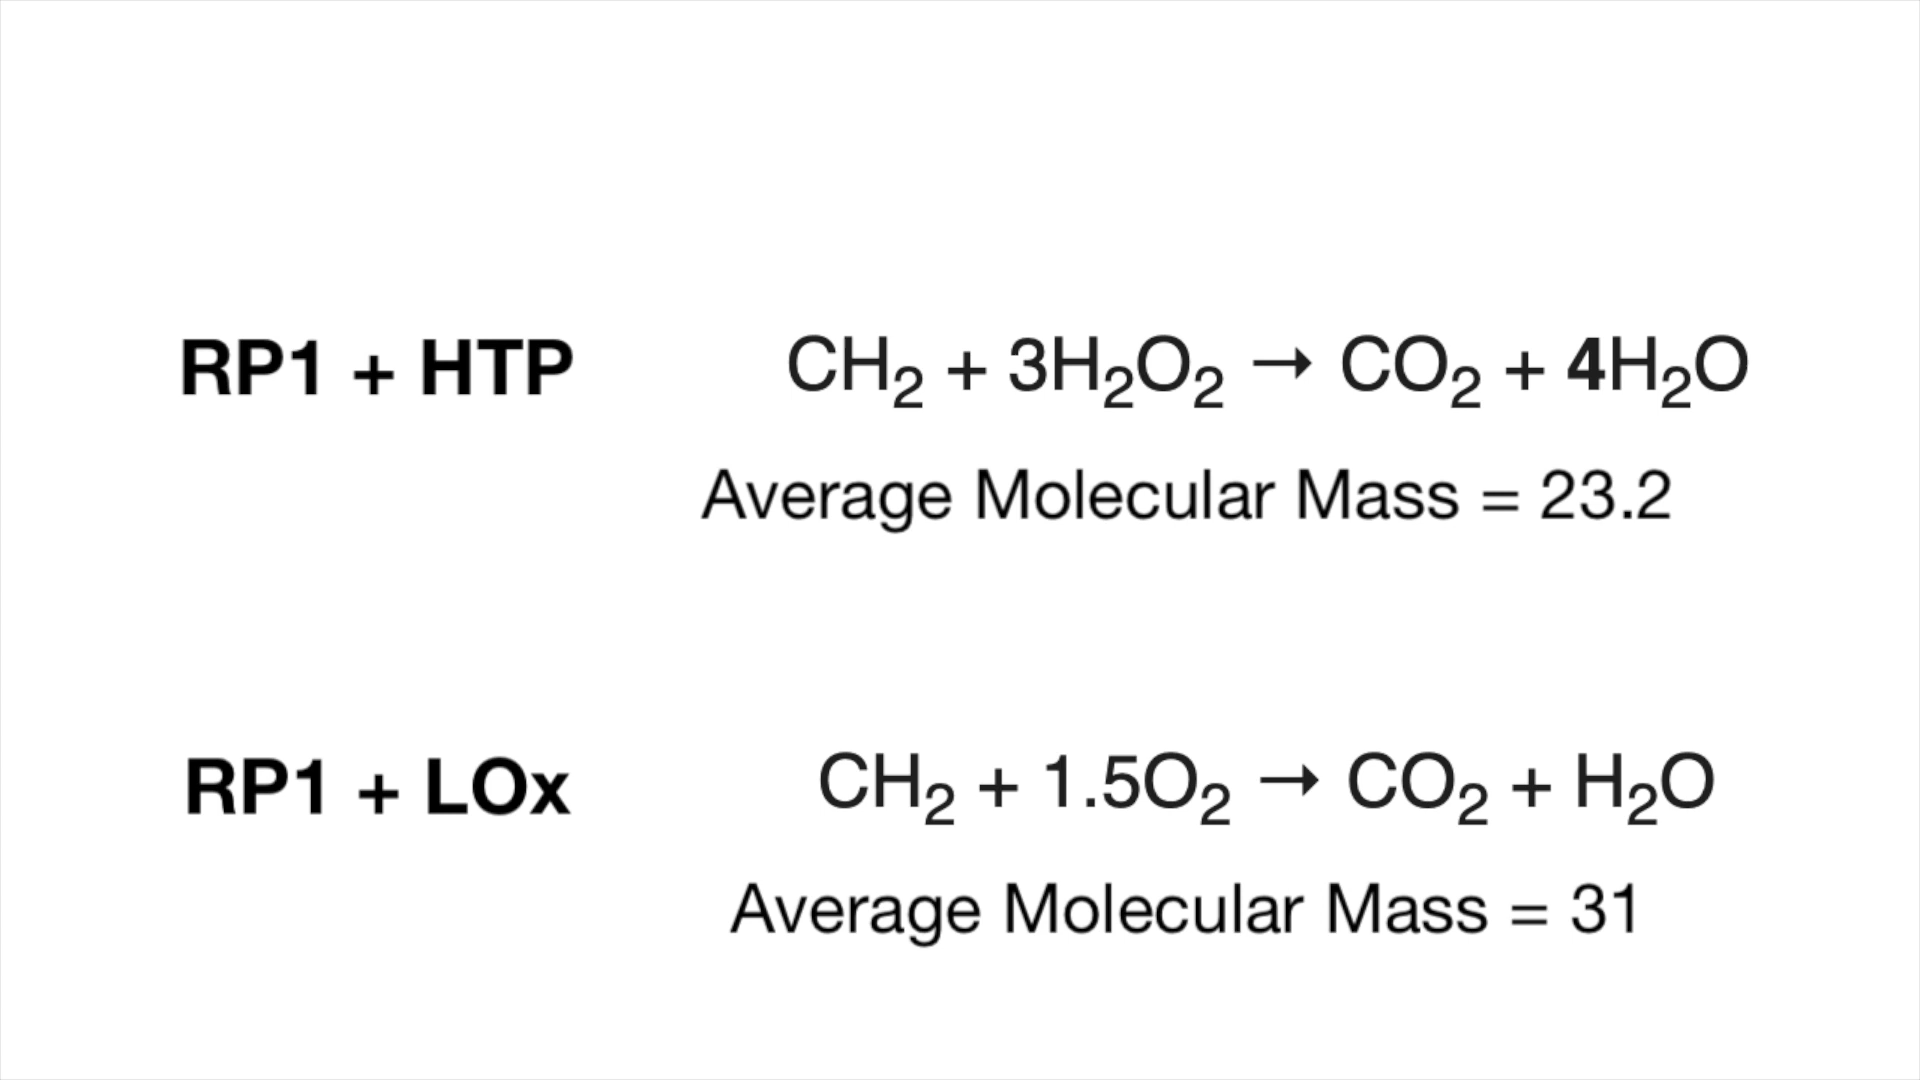 RP1 + HTP
CH₂ + 3H₂O₂ → CO₂ + 4H₂O
Average Molecular Mass = 23.2
RP1 + LOx
CH₂ + 1.5O₂ → CO₂ + H₂O
Average Molecular Mass = 31